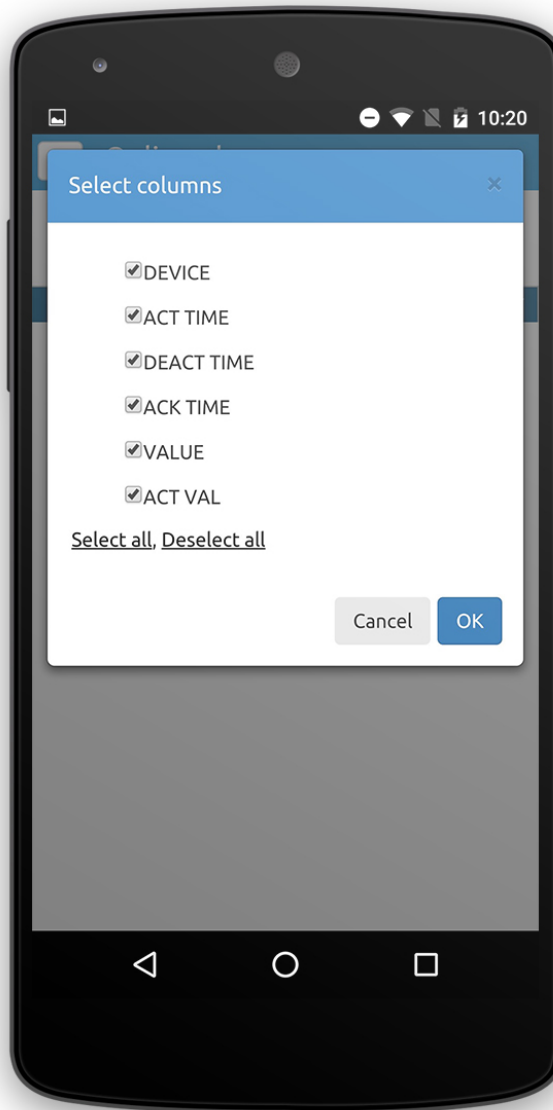 10:20
Select columns
DEVICE
ACT TIME
DEACT TIME
ACK TIME
VALUE
ACT VAL
Select all, Deselect all
Cancel OK